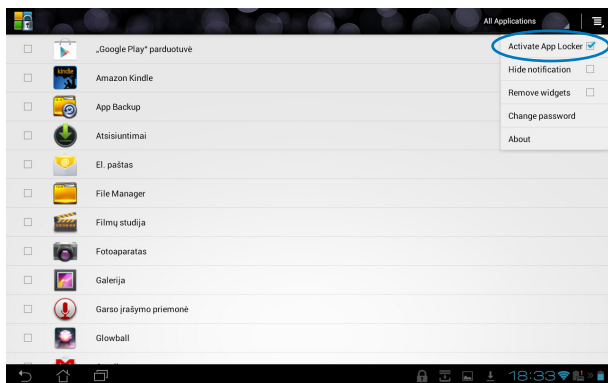 All Applications
Activate App Locker
Hide notification
Remove widgets
Change password
About
„Google Play“ parduotuvė
kindle
Amazon Kindle
App Backup
Atsisiuntimai
El. paštas
File Manager
Filmų studija
Fotoaparatas
Galerija
Garso įrašymo priemonė
Glowball
18:33